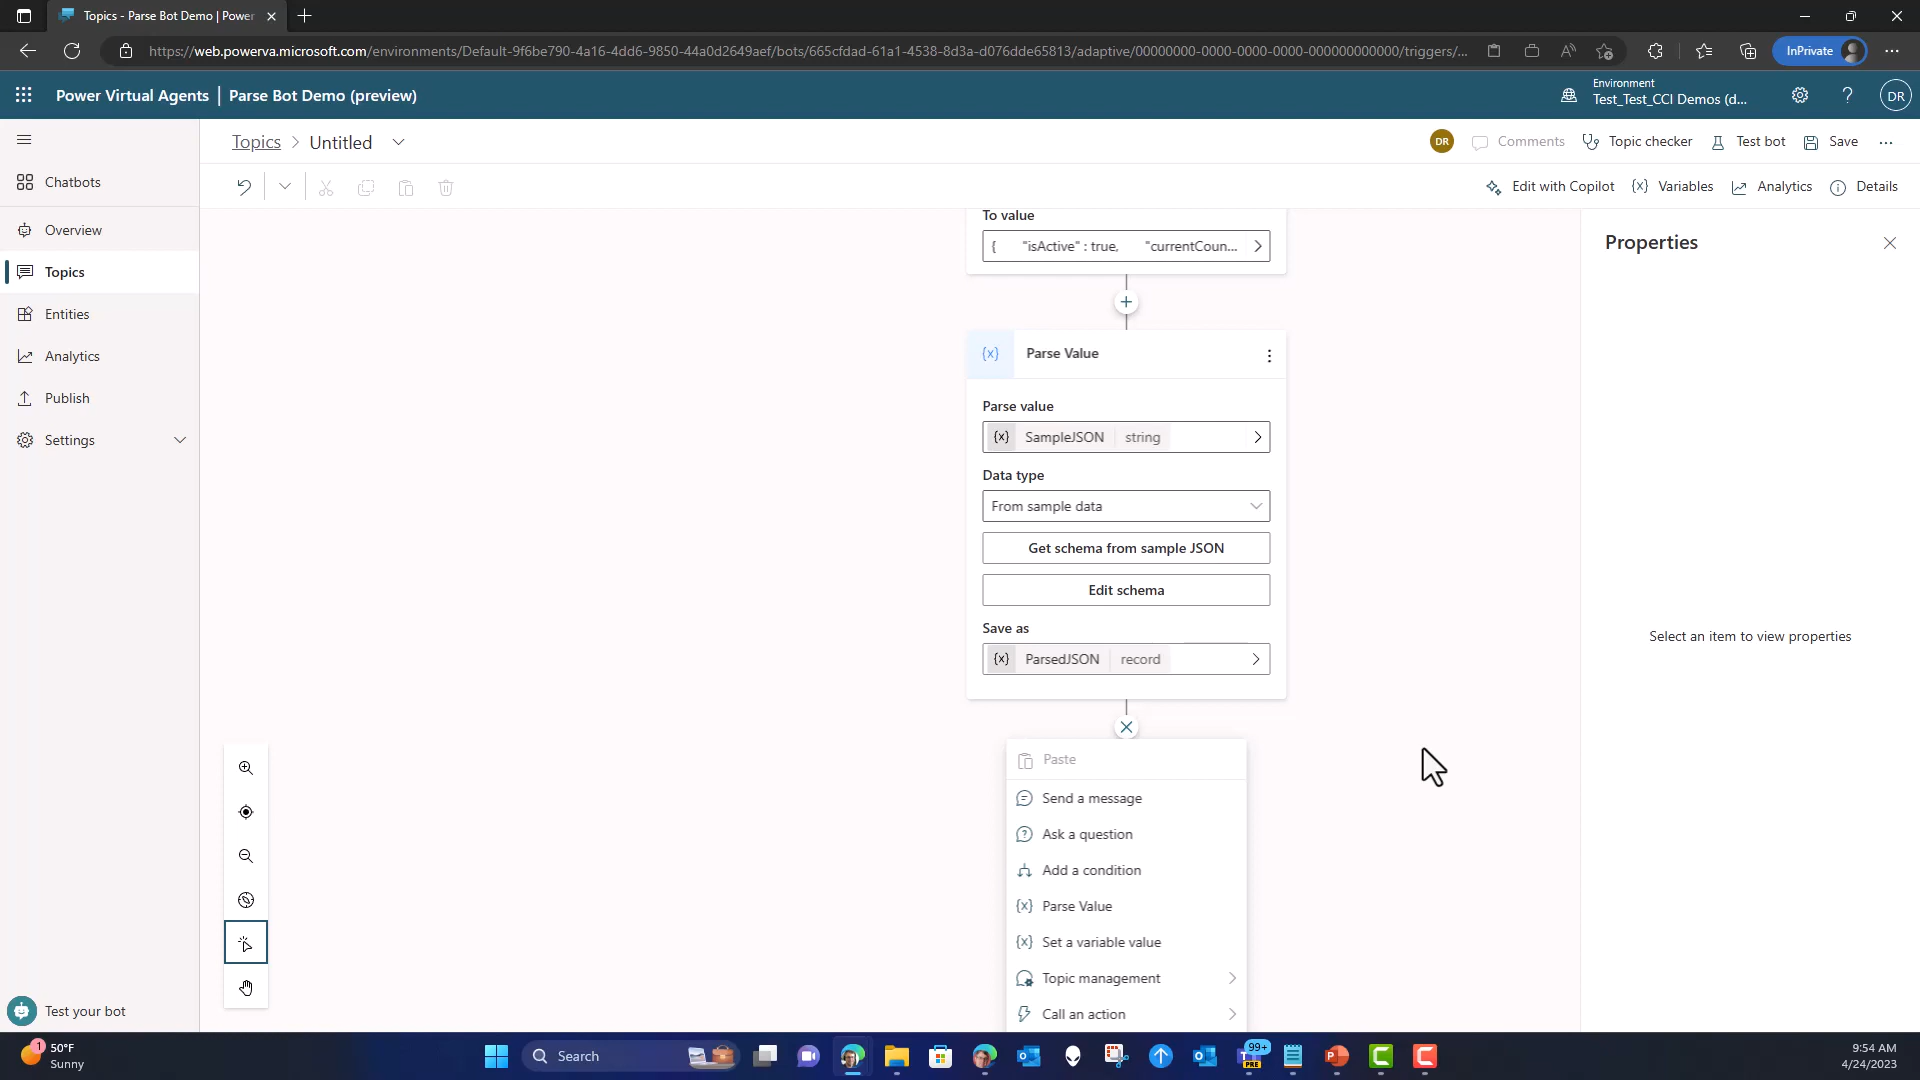 Topics - Parse Bot Demo | Power
https://web.powerva.microsoft.com/environments/Default-9f6be790-4a16-4dd6-9850-44a0d2649aef/bots/665cfdad-61a1-4538-8d3a-d076dde65813/adaptive/00000000-0000-0000-0000-000000000000/triggers/...
InPrivate
Power Virtual Agents | Parse Bot Demo (preview)
Environment
Test_Test_CCI Demos (d...
DR
Topics > Untitled
DR
Comments
Topic checker
Test bot
Save
Edit with Copilot
{x} Variables
Analytics
Details
Chatbots
Overview
Topics
Entities
Analytics
Publish
Settings
Test your bot
To value
{ "isActive" : true, "currentCoun...
{x} Parse Value
Parse value
{x} SampleJSON string
Data type
From sample data
Get schema from sample JSON
Edit schema
Save as
{x} ParsedJSON record
Paste
Send a message
Ask a question
Add a condition
{x} Parse Value
{x} Set a variable value
Topic management
Call an action
Properties
Select an item to view properties
1
50°F
Sunny
Search
99+
PRE
9:54 AM
4/24/2023